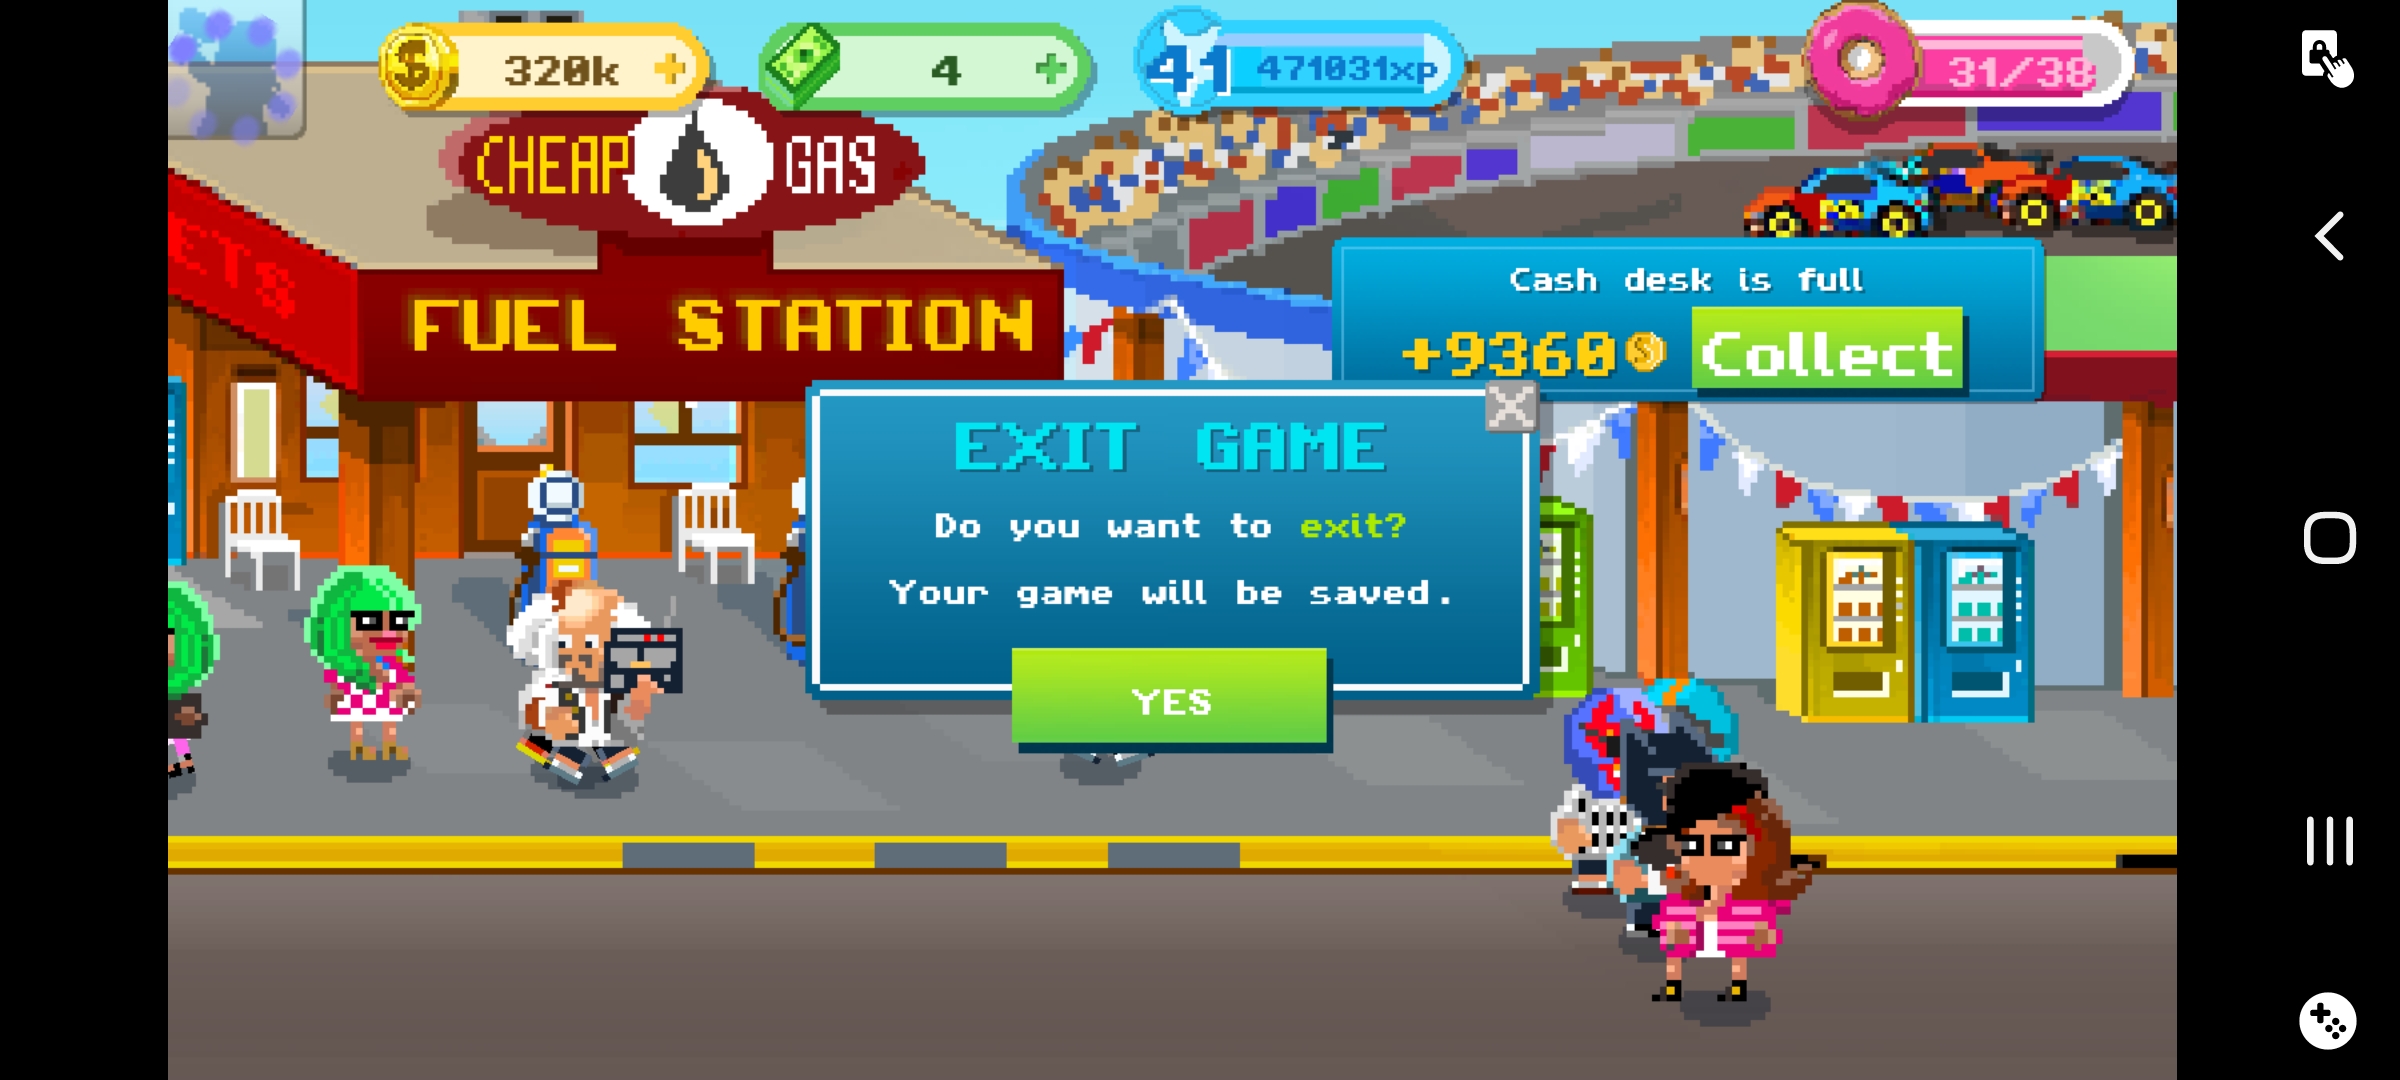 320k
4
41 471031xp
31/38
CHEAP GAS
ETS
FUEL STATION
Cash desk is full
+9360 Collect
EXIT GAME
Do you want to exit?
Your game will be saved.
YES